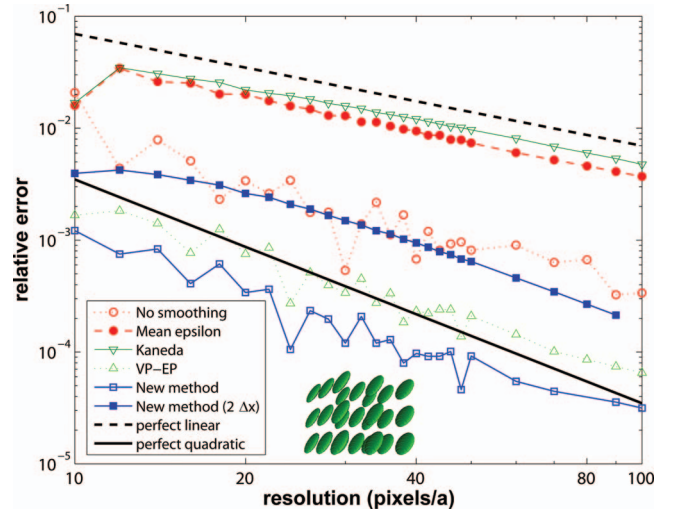 10⁻¹
10⁻²
10⁻³
10⁻⁴
10⁻⁵
relative error
No smoothing
Mean epsilon
Kaneda
VP−EP
New method
New method (2 Δx)
perfect linear
perfect quadratic
10 20 40 60 80 100
resolution (pixels/a)